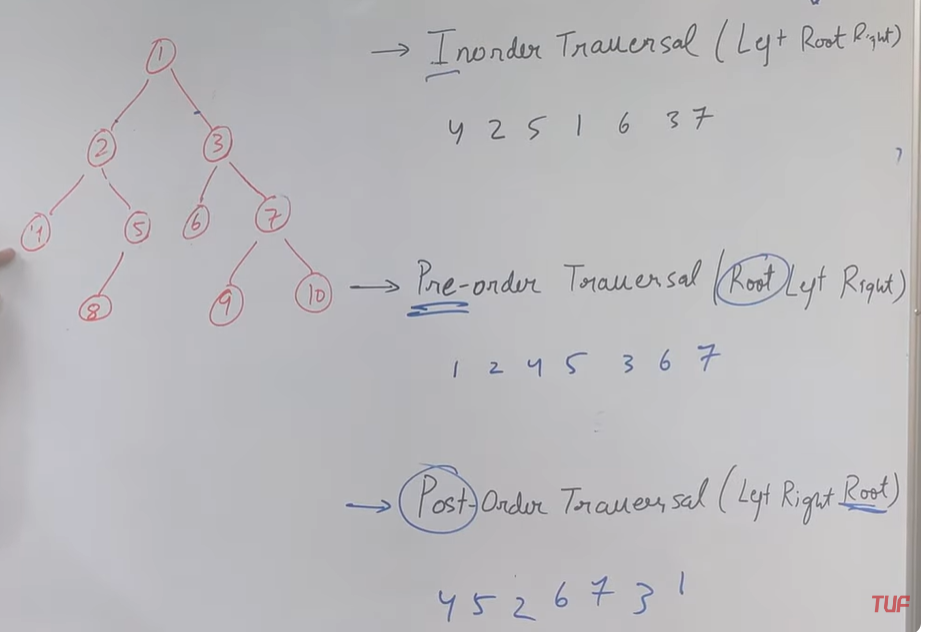 1
→ Inorder Traversal (Left Root Right)
4 2 5 1 6 3 7
2 3
4 5 6 7
8 9 10
→ Pre-order Traversal (Root Left Right)
1 2 4 5 3 6 7
→ Post-Order Traversal (Left Right Root)
4 5 2 6 7 3 1
TUF